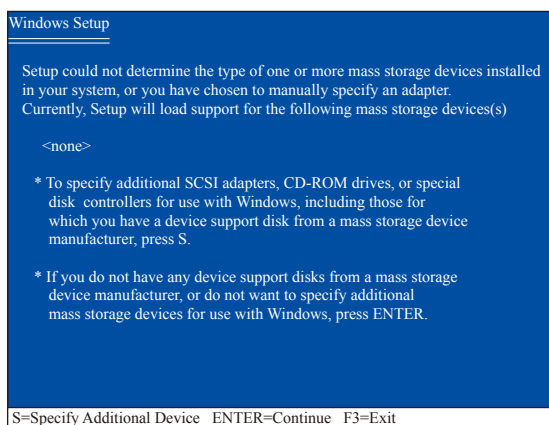 Windows Setup
Setup could not determine the type of one or more mass storage devices installed
in your system, or you have chosen to manually specify an adapter.
Currently, Setup will load support for the following mass storage devices(s)
<none>
* To specify additional SCSI adapters, CD-ROM drives, or special
disk controllers for use with Windows, including those for
which you have a device support disk from a mass storage device
manufacturer, press S.
* If you do not have any device support disks from a mass storage
device manufacturer, or do not want to specify additional
mass storage devices for use with Windows, press ENTER.
S=Specify Additional Device ENTER=Continue F3=Exit